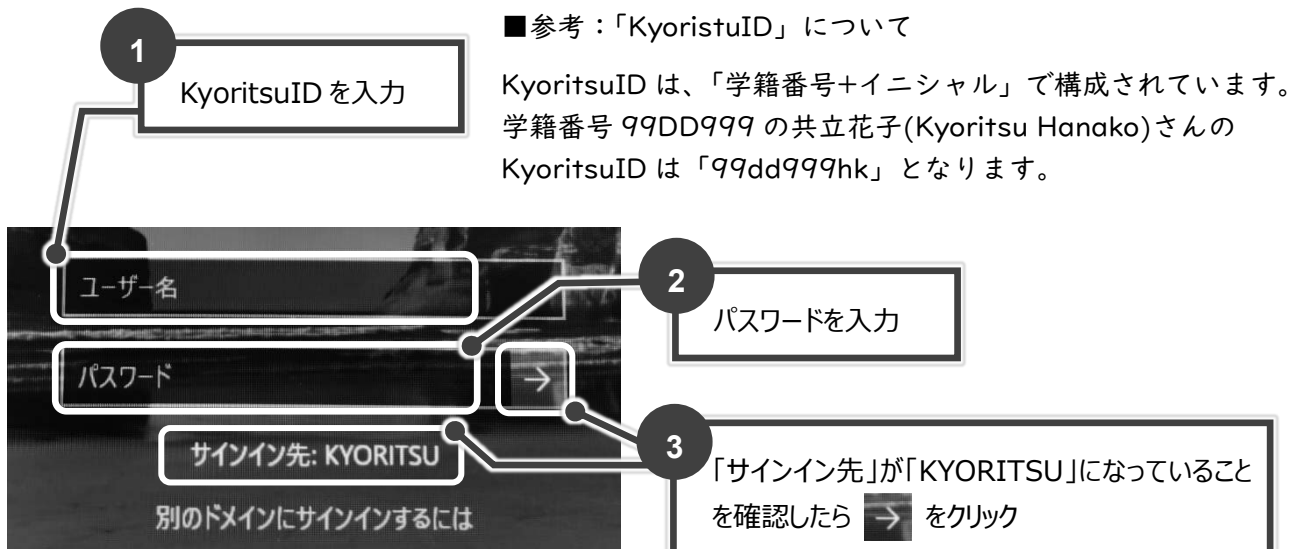 1
KyoritsuID を入力
■参考：「KyoristuID」について
KyoritsuID は、「学籍番号+イニシャル」で構成されています。
学籍番号 99DD999 の共立花子(Kyoritsu Hanako)さんの
KyoritsuID は「99dd999hk」となります。
ユーザー名
2
パスワードを入力
パスワード
→
サインイン先: KYORITSU
別のドメインにサインインするには
3
「サインイン先」が「KYORITSU」になっていること
を確認したら → をクリック